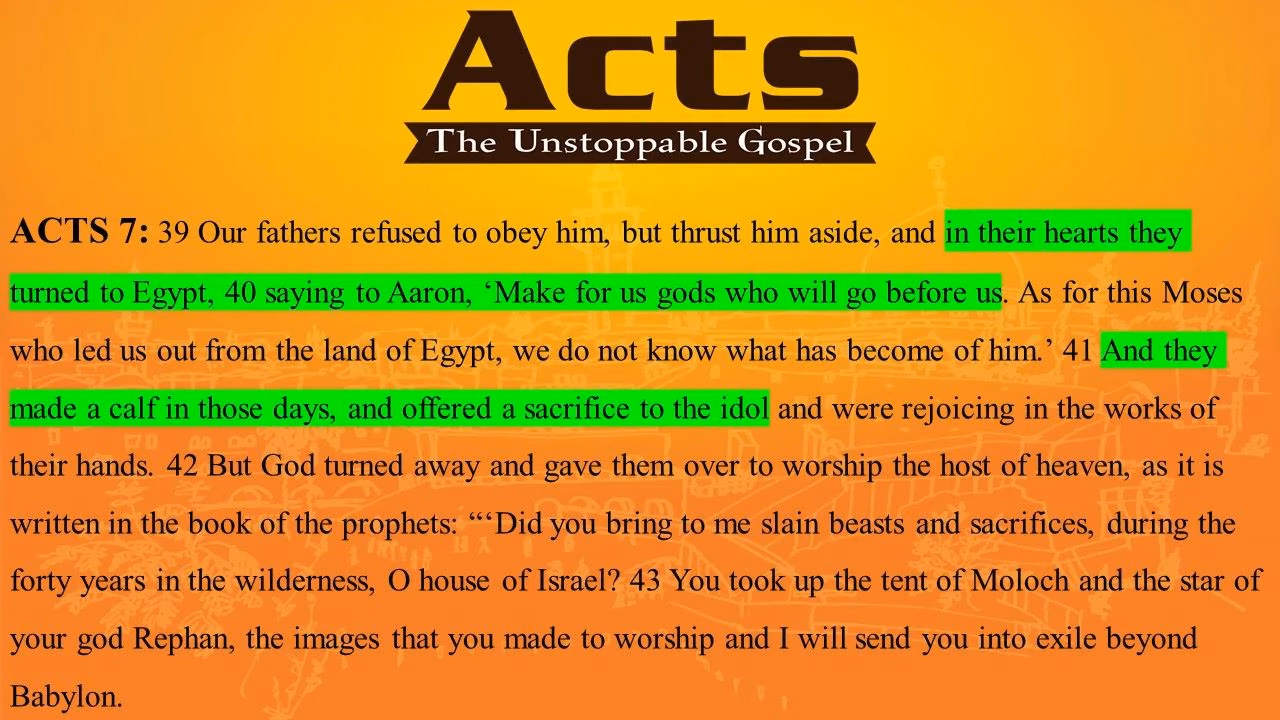 Acts
The Unstoppable Gospel
ACTS 7: 39 Our fathers refused to obey him, but thrust him aside, and in their hearts they
turned to Egypt, 40 saying to Aaron, ‘Make for us gods who will go before us. As for this Moses
who led us out from the land of Egypt, we do not know what has become of him.’ 41 And they
made a calf in those days, and offered a sacrifice to the idol and were rejoicing in the works of
their hands. 42 But God turned away and gave them over to worship the host of heaven, as it is
written in the book of the prophets: “‘Did you bring to me slain beasts and sacrifices, during the
forty years in the wilderness, O house of Israel? 43 You took up the tent of Moloch and the star of
your god Rephan, the images that you made to worship and I will send you into exile beyond
Babylon.